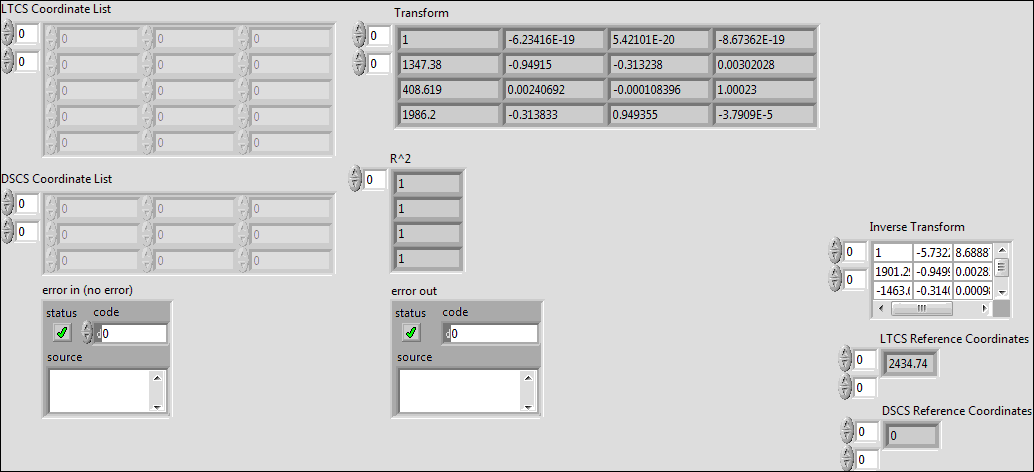 LTCS Coordinate List
0 0 0 0
0 0 0 0
0 0 0
0 0 0
0 0 0
Transform
0 1 -6.23416E-19 5.42101E-20 -8.67362E-19
0 1347.38 -0.94915 -0.313238 0.00302028
408.619 0.00240692 -0.000108396 1.00023
1986.2 -0.313833 0.949355 -3.7909E-5
R^2
0 1
1
1
1
DSCS Coordinate List
0 0 0 0
0 0 0 0
0 0 0
error in (no error)
status code
0
source
error out
status code
0
source
Inverse Transform
0 1 -5.732 8.6888
0 1901.29 -0.949 0.0028
-1463.6 -0.3140 0.0009
LTCS Reference Coordinates
0 2434.74
0
DSCS Reference Coordinates
0 0
0